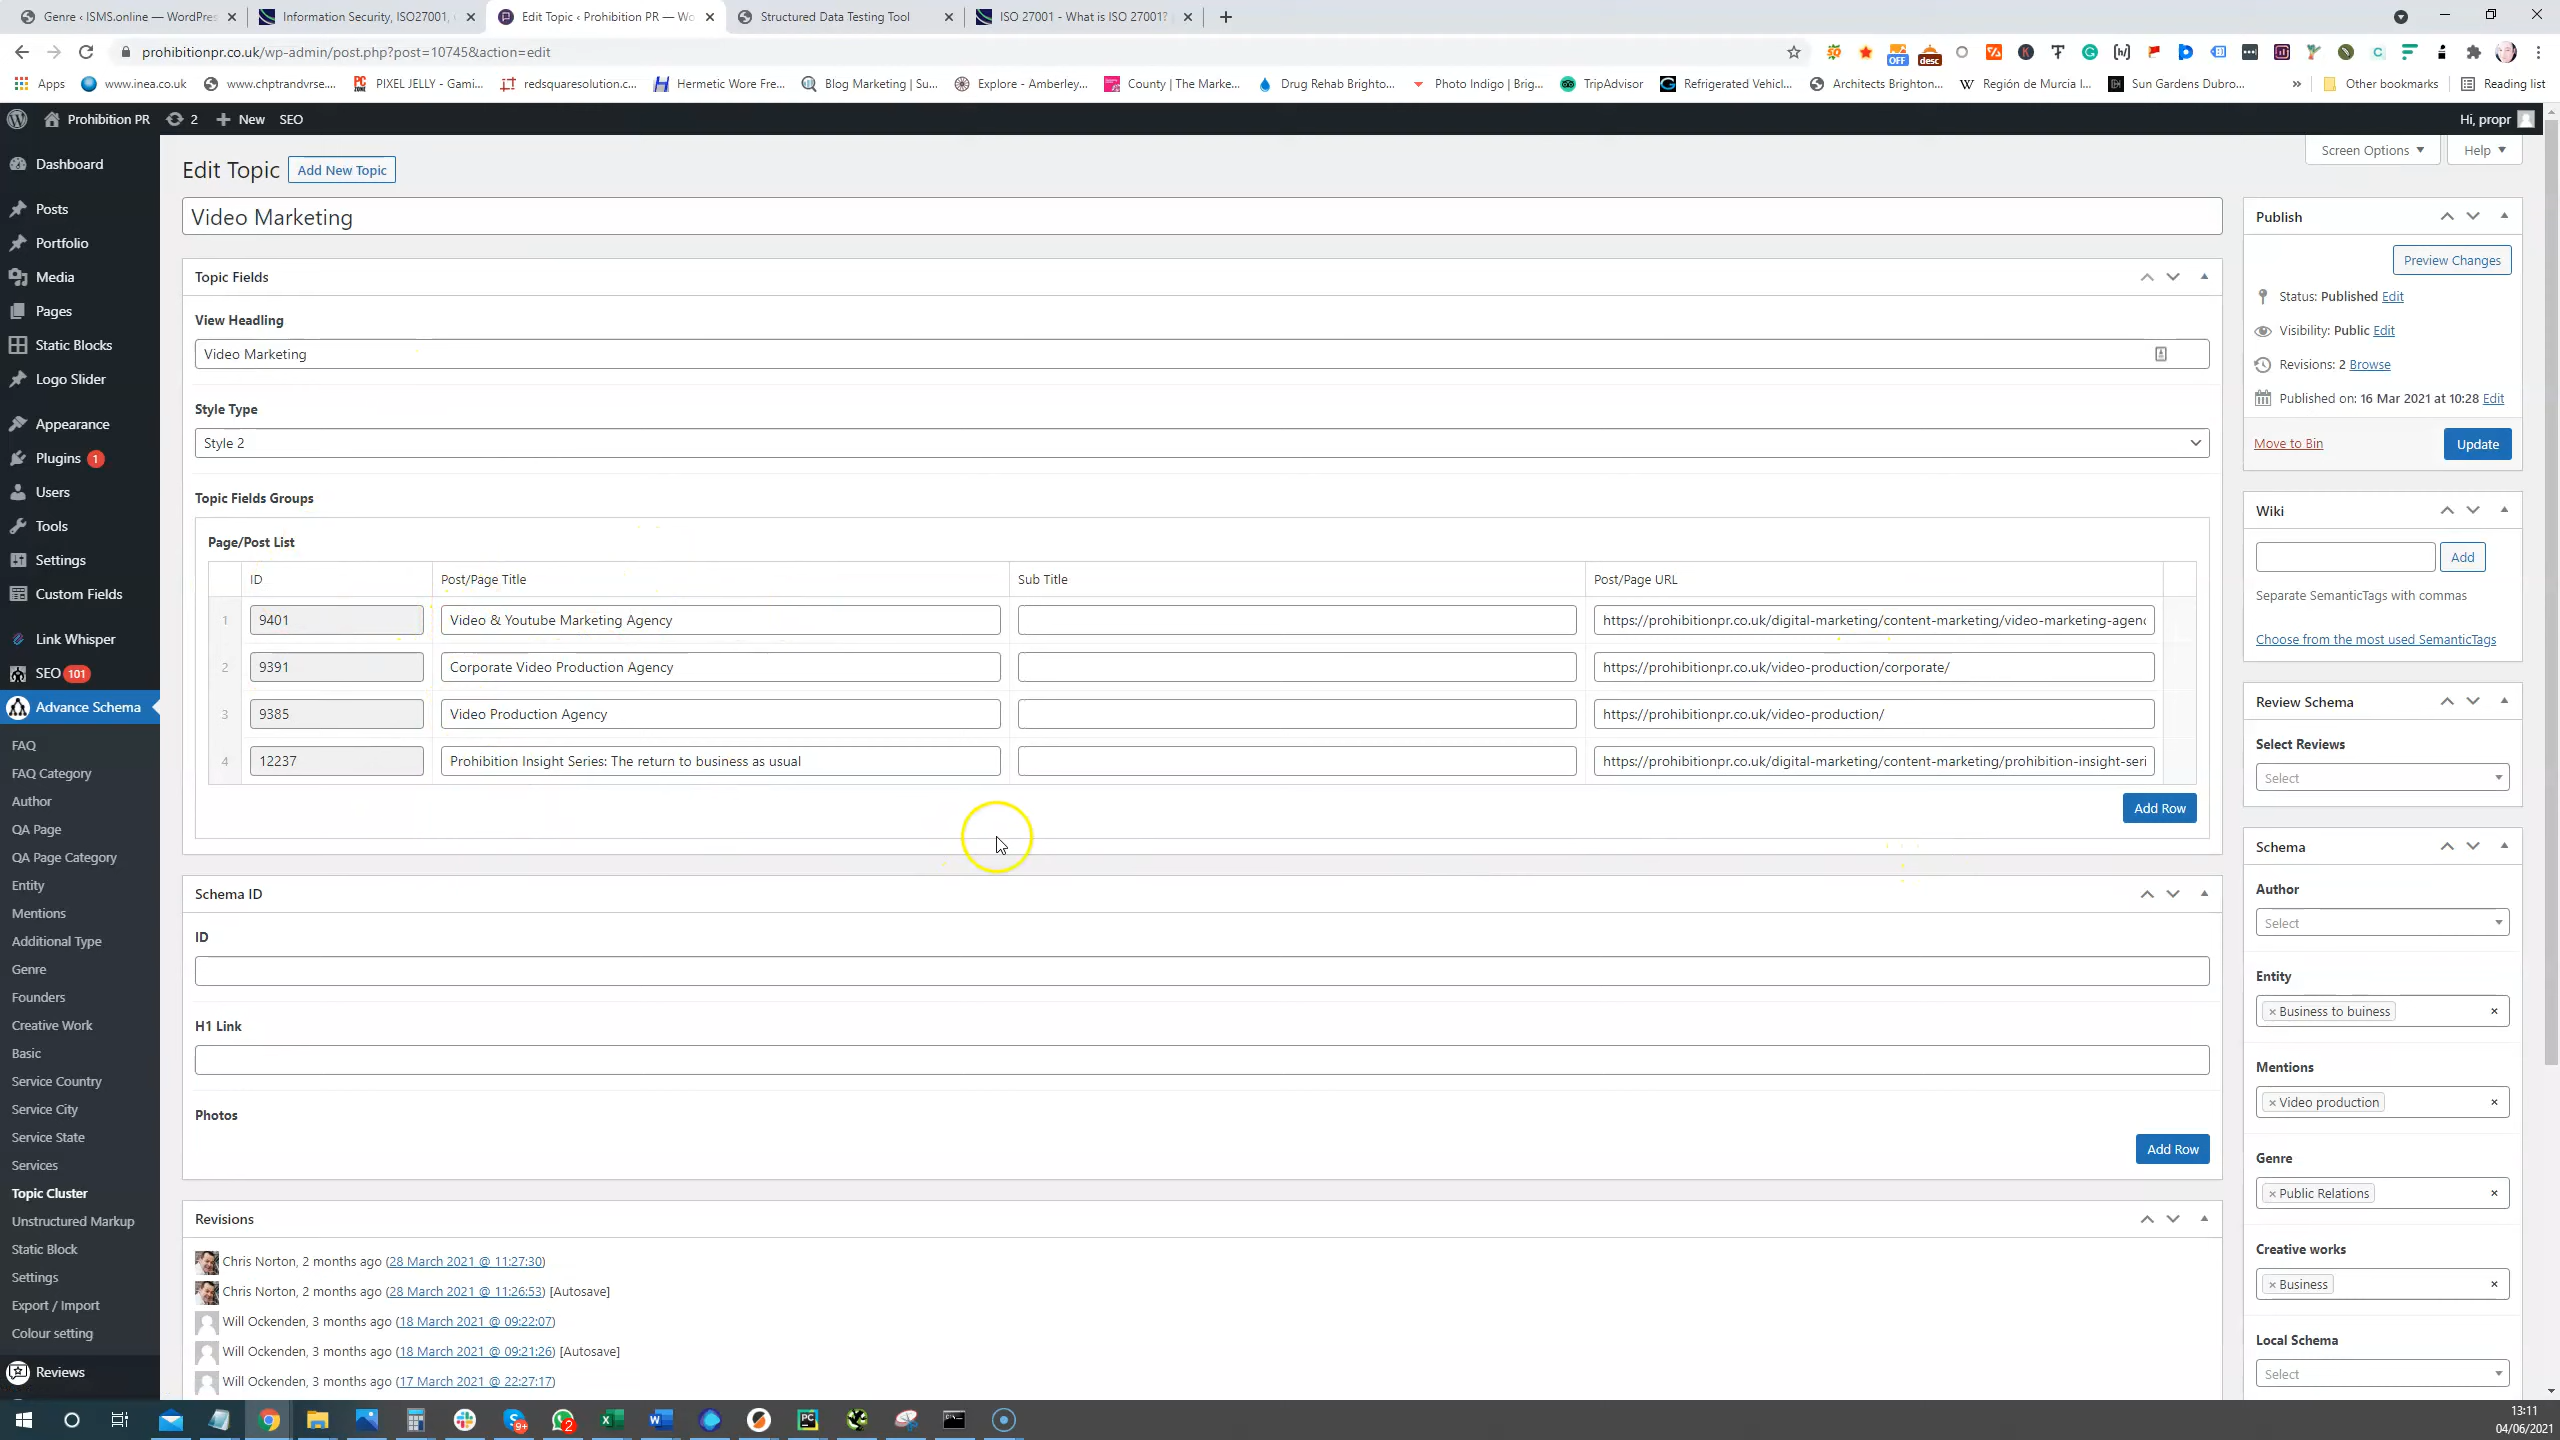 Genre ‹ ISMS.online — WordPres
Information Security, ISO27001,
Edit Topic ‹ Prohibition PR — Wo
Structured Data Testing Tool
ISO 27001 - What is ISO 27001?
prohibitionpr.co.uk/wp-admin/post.php?post=10745&action=edit
OFF
desc
Apps
www.inea.co.uk
www.chptrandvrse....
PIXEL JELLY - Gami...
redsquaresolution.c...
Hermetic Wore Fre...
Blog Marketing | Su...
Explore - Amberley...
County | The Marke...
Drug Rehab Brighto...
Photo Indigo | Brig...
TripAdvisor
Refrigerated Vehicl...
Architects Brighton...
Región de Murcia I...
Sun Gardens Dubro...
Other bookmarks
Reading list
Prohibition PR
2
New
SEO
Hi, propr
Dashboard
Posts
Portfolio
Media
Pages
Static Blocks
Logo Slider
Appearance
Plugins 1
Users
Tools
Settings
Custom Fields
Link Whisper
SEO 101
Advance Schema
FAQ
FAQ Category
Author
QA Page
QA Page Category
Entity
Mentions
Additional Type
Genre
Founders
Creative Work
Basic
Service Country
Service City
Service State
Services
Topic Cluster
Unstructured Markup
Static Block
Settings
Export / Import
Colour setting
Reviews
Screen Options
Help
Edit Topic
Add New Topic
Video Marketing
Topic Fields
View Headling
Video Marketing
Style Type
Style 2
Topic Fields Groups
Page/Post List
ID Post/Page Title Sub Title Post/Page URL
1 9401 Video & Youtube Marketing Agency https://prohibitionpr.co.uk/digital-marketing/content-marketing/video-marketing-agenc
2 9391 Corporate Video Production Agency https://prohibitionpr.co.uk/video-production/corporate/
3 9385 Video Production Agency https://prohibitionpr.co.uk/video-production/
4 12237 Prohibition Insight Series: The return to business as usual https://prohibitionpr.co.uk/digital-marketing/content-marketing/prohibition-insight-seri
Add Row
Schema ID
ID
H1 Link
Photos
Add Row
Revisions
Chris Norton, 2 months ago (28 March 2021 @ 11:27:30)
Chris Norton, 2 months ago (28 March 2021 @ 11:26:53) [Autosave]
Will Ockenden, 3 months ago (18 March 2021 @ 09:22:07)
Will Ockenden, 3 months ago (18 March 2021 @ 09:21:26) [Autosave]
Will Ockenden, 3 months ago (17 March 2021 @ 22:27:17)
Publish
Preview Changes
Status: Published Edit
Visibility: Public Edit
Revisions: 2 Browse
Published on: 16 Mar 2021 at 10:28 Edit
Move to Bin
Update
Wiki
Add
Separate SemanticTags with commas
Choose from the most used SemanticTags
Review Schema
Select Reviews
Select
Schema
Author
Select
Entity
× Business to buiness ×
Mentions
× Video production ×
Genre
× Public Relations ×
Creative works
× Business ×
Local Schema
Select
13:11
04/06/2021